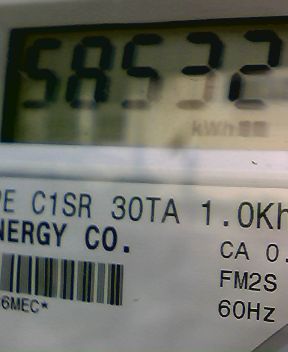 58532
kWh
PE C1SR 30TA 1.0Kh
NERGY CO.
CA 0.
FM2S
6MEC*
60Hz